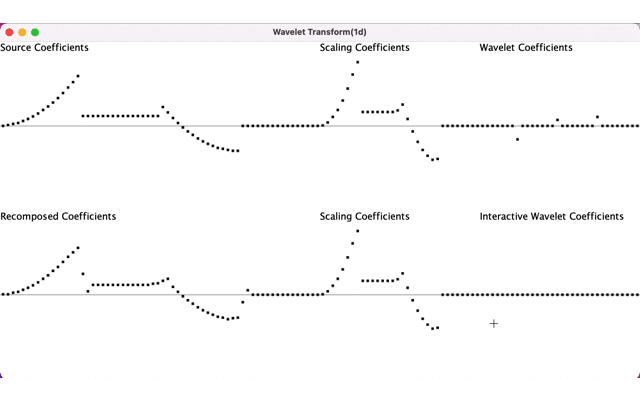 Wavelet Transform(1d)
Source Coefficients
Scaling Coefficients
Wavelet Coefficients
Recomposed Coefficients
Scaling Coefficients
Interactive Wavelet Coefficients